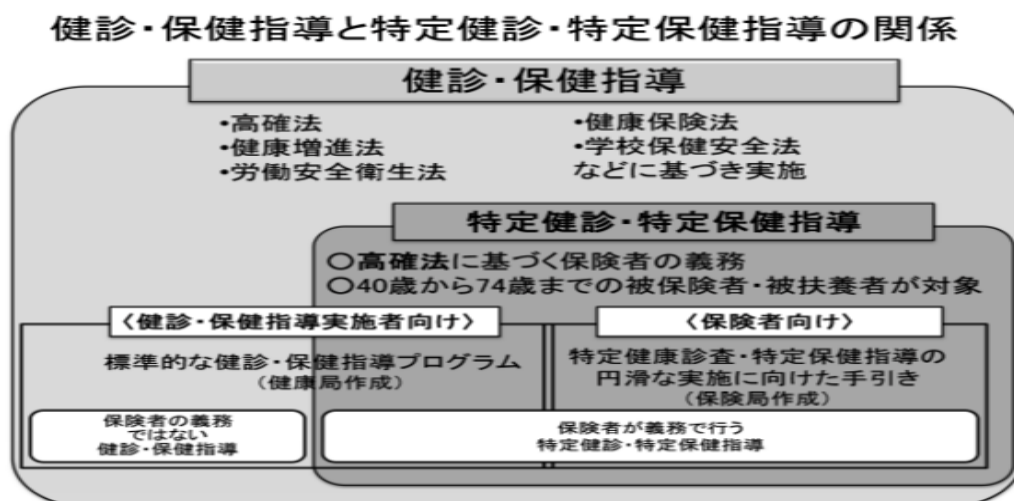 健診・保健指導と特定健診・特定保健指導の関係
健診・保健指導
・高確法
・健康増進法
・労働安全衛生法
・健康保険法
・学校保健安全法
などに基づき実施
特定健診・特定保健指導
○高確法に基づく保険者の義務
○40歳から74歳までの被保険者・被扶養者が対象
〈健診・保健指導実施者向け〉
標準的な健診・保健指導プログラム
（健康局作成）
〈保険者向け〉
特定健康診査・特定保健指導の
円滑な実施に向けた手引き
（保険局作成）
保険者の義務
ではない
健診・保健指導
保険者が義務で行う
特定健診・特定保健指導